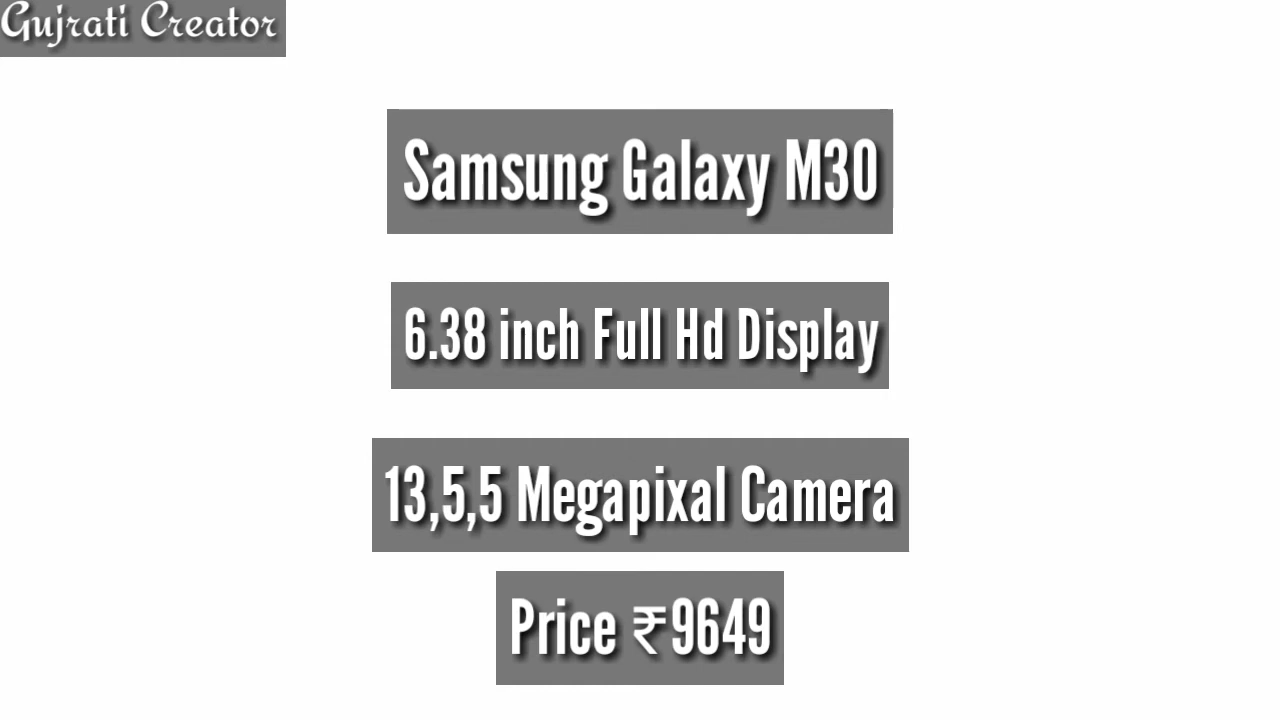 Gujrati Creator
Samsung Galaxy M30
6.38 inch Full Hd Display
13,5,5 Megapixal Camera
Price ₹9649